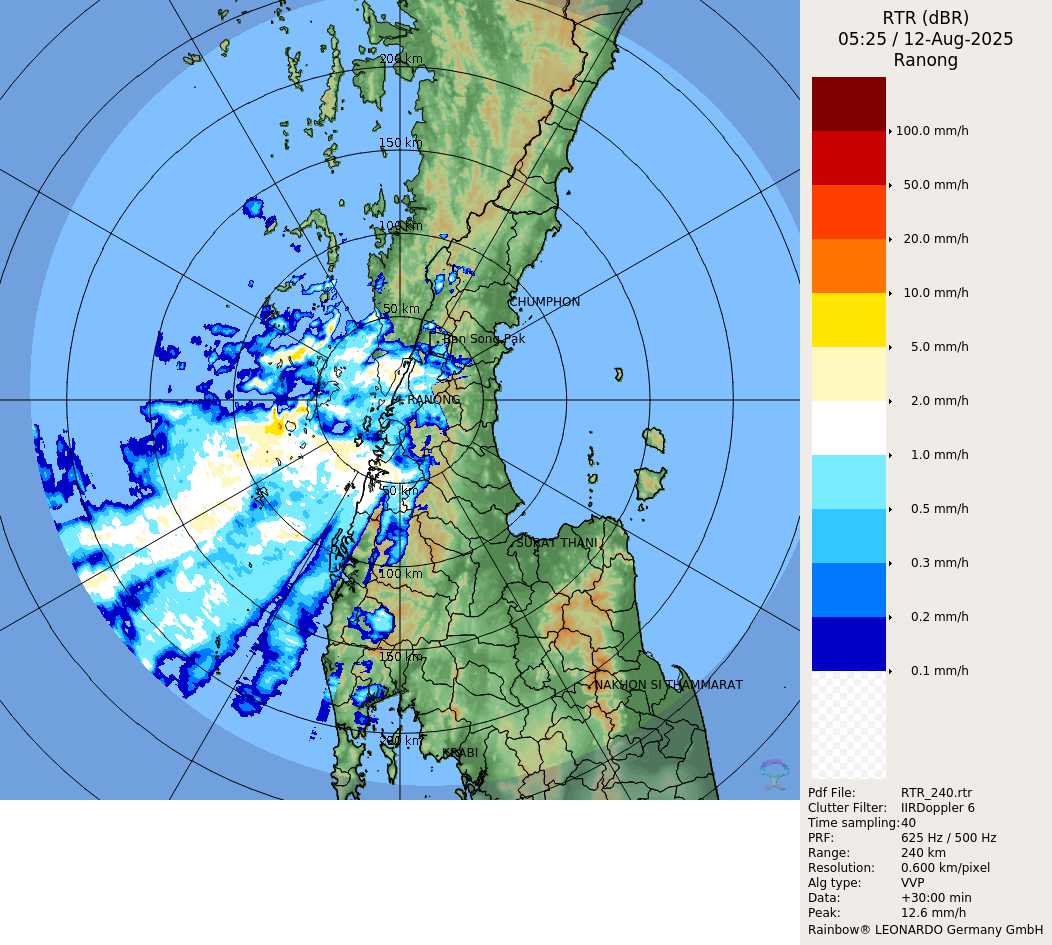 RTR (dBR)
05:25 / 12-Aug-2025
Ranong
100.0 mm/h
50.0 mm/h
20.0 mm/h
10.0 mm/h
5.0 mm/h
2.0 mm/h
1.0 mm/h
0.5 mm/h
0.3 mm/h
0.2 mm/h
0.1 mm/h
200 km
150 km
100 km
50 km
CHUMPHON
Ban Song Pak
RANONG
50 km
SURAT THANI
100 km
150 km
NAKHON SI THAMMARAT
200 km
KRABI
Pdf File: RTR_240.rtr
Clutter Filter: IIRDoppler 6
Time sampling:40
PRF: 625 Hz / 500 Hz
Range: 240 km
Resolution: 0.600 km/pixel
Alg type: VVP
Data: +30:00 min
Peak: 12.6 mm/h
Rainbow® LEONARDO Germany GmbH